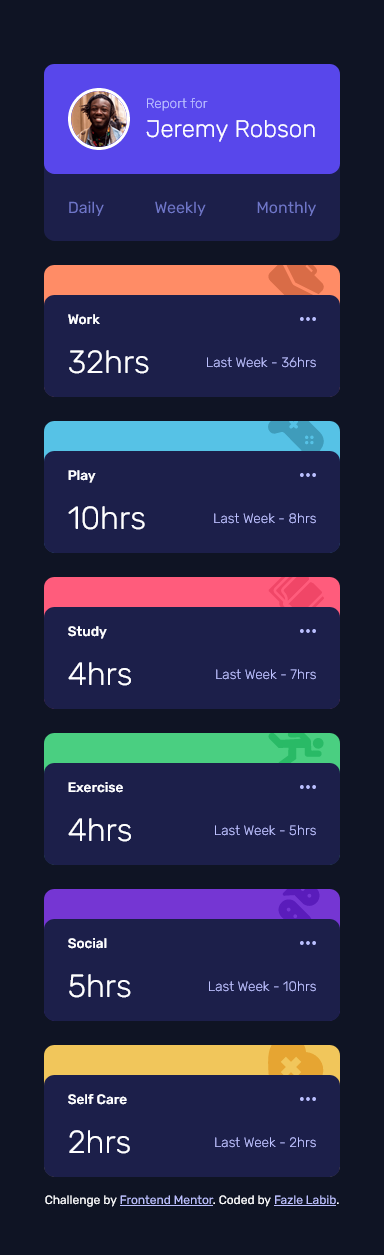 Report for
Jeremy Robson
Daily Weekly Monthly
Work
32hrs Last Week - 36hrs
Play
10hrs Last Week - 8hrs
Study
4hrs Last Week - 7hrs
Exercise
4hrs Last Week - 5hrs
Social
5hrs Last Week - 10hrs
Self Care
2hrs Last Week - 2hrs
Challenge by Frontend Mentor. Coded by Fazle Labib.